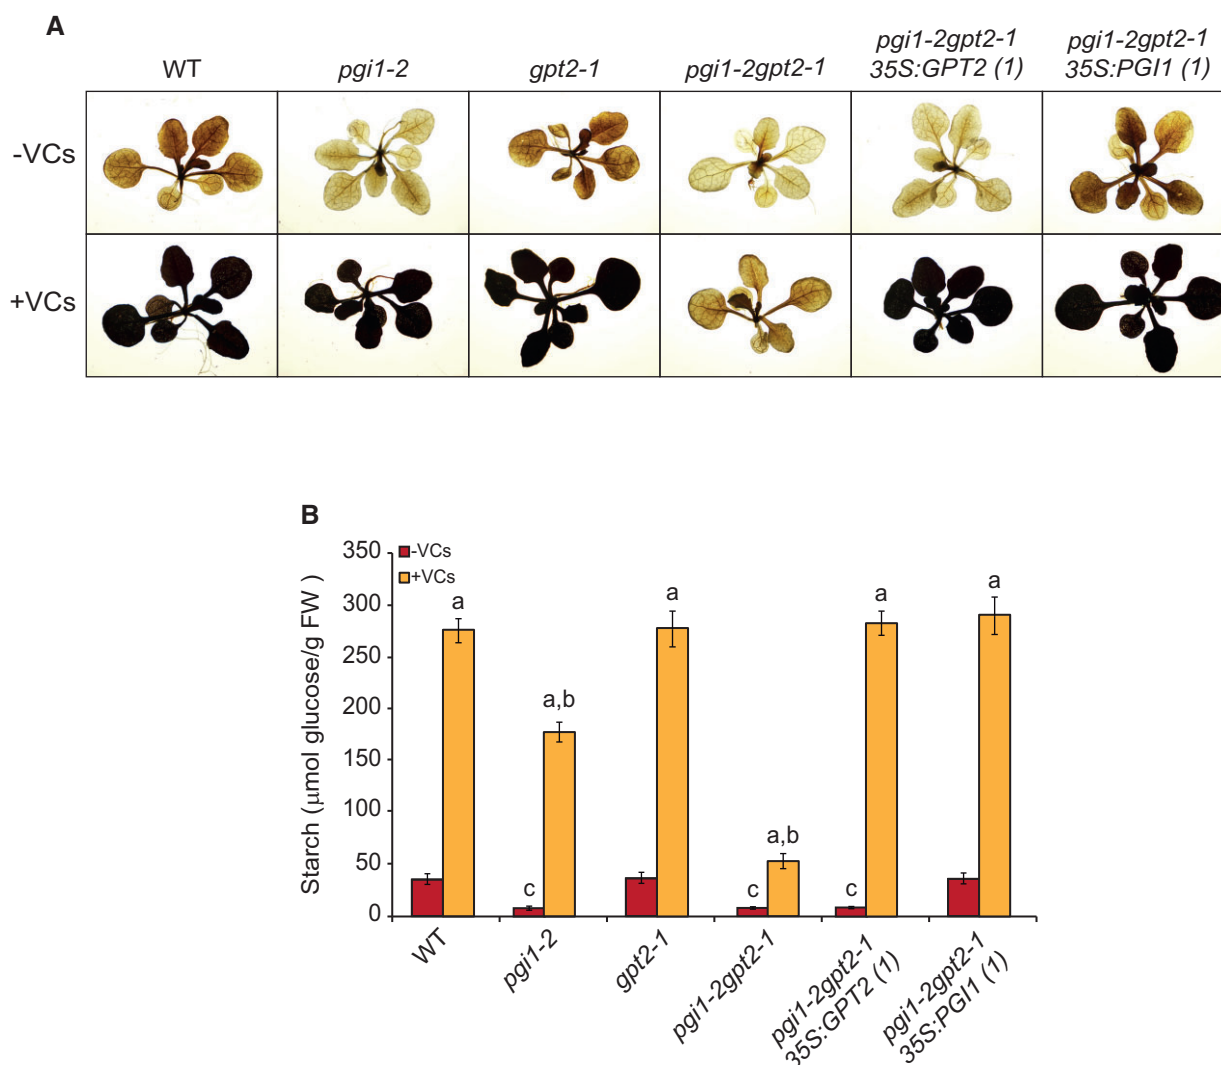 A
WT
pgi1-2
gpt2-1
pgi1-2gpt2-1
pgi1-2gpt2-1
35S:GPT2 (1)
pgi1-2gpt2-1
35S:PGI1 (1)
-VCs
+VCs
B
Starch (µmol glucose/g FW )
350
300
250
200
150
100
50
0
-VCs
+VCs
a
c
a,b
a
c
a,b
c
a
a
WT
pgi1-2
gpt2-1
pgi1-2gpt2-1
pgi1-2gpt2-1
35S:GPT2 (1)
pgi1-2gpt2-1
35S:PGI1 (1)